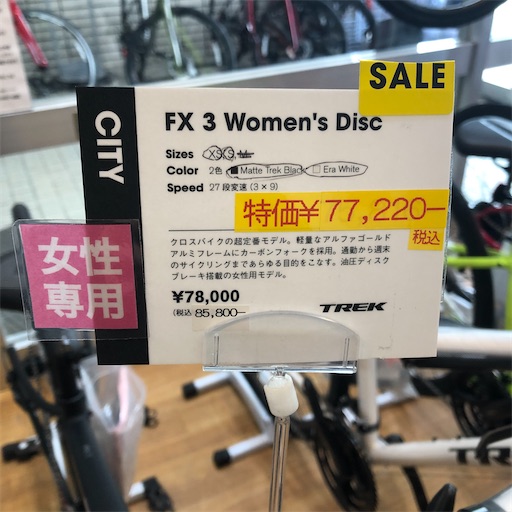 SALE
CITY
FX 3 Women's Disc
Sizes XS, S, M
Color 2色 ■ Matte Trek Black □ Era White
Speed 27段変速(3×9)
特価¥77,220-
税込
クロスバイクの超定番モデル。軽量なアルファゴールド
アルミフレームにカーボンフォークを採用。通勤から週末
のサイクリングまであらゆる目的をこなす。油圧ディスク
ブレーキ搭載の女性用モデル。
女性
専用
¥78,000
(税込 85,800-)
TREK